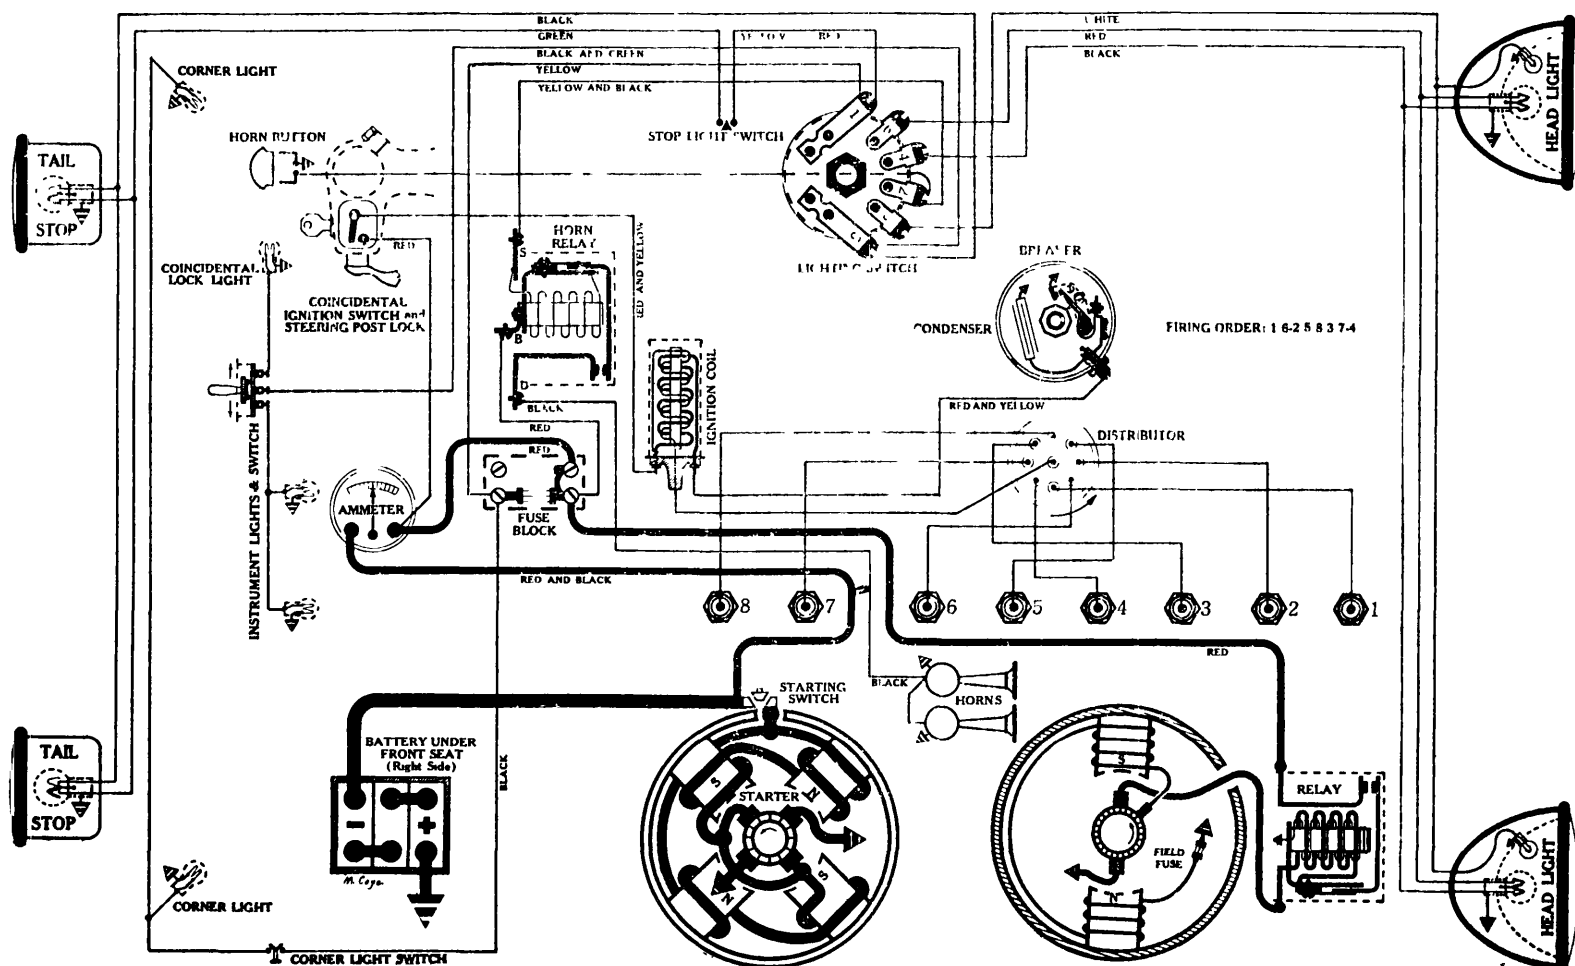 BLACK
GREEN
BLACK AND GREEN
YELLOW
YELLOW AND BLACK
RED
RED
BLACK
CORNER LIGHT
HEAD LIGHT
HORN BUTTON
STOP LIGHT SWITCH
TAIL
STOP
RED
HORN
RELAY
S
B
D
RED AND YELLOW
LIGHTING SWITCH
BREAKER
COINCIDENTAL
LOCK LIGHT
COINCIDENTAL
IGNITION SWITCH and
STEERING POST LOCK
CONDENSER
FIRING ORDER: 1 6-2 5 8 3 7-4
IGNITION COIL
RED AND YELLOW
BLACK
RED
RED
DISTRIBUTOR
INSTRUMENT LIGHTS & SWITCH
AMMETER
FUSE
BLOCK
RED AND BLACK
8
7
6
5
4
3
2
1
RED
BLACK
HORNS
STARTING
SWITCH
TAIL
STOP
BATTERY UNDER
FRONT SEAT
(Right Side)
BLACK
S
N
STARTER
S
N
- +
S
RELAY
FIELD
FUSE
N
HEAD LIGHT
M. Coyo.
CORNER LIGHT
CORNER LIGHT SWITCH